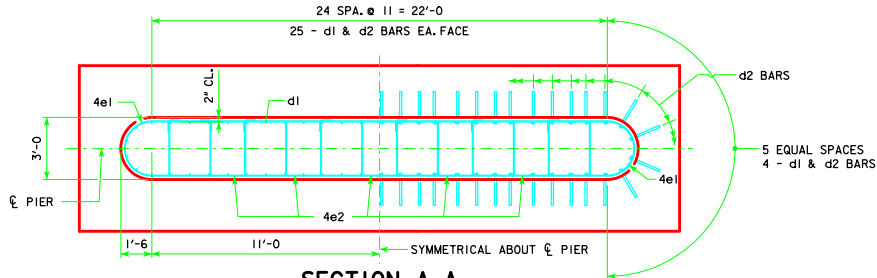 24 SPA. @ 11 = 22'-0
25 - d1 & d2 BARS EA. FACE
2" CL.
4e1
d1
d2 BARS
3'-0
5 EQUAL SPACES
4 - d1 & d2 BARS
4e1
℄ PIER
4e2
1'-6
11'-0
SYMMETRICAL ABOUT ℄ PIER
SECTION A-A